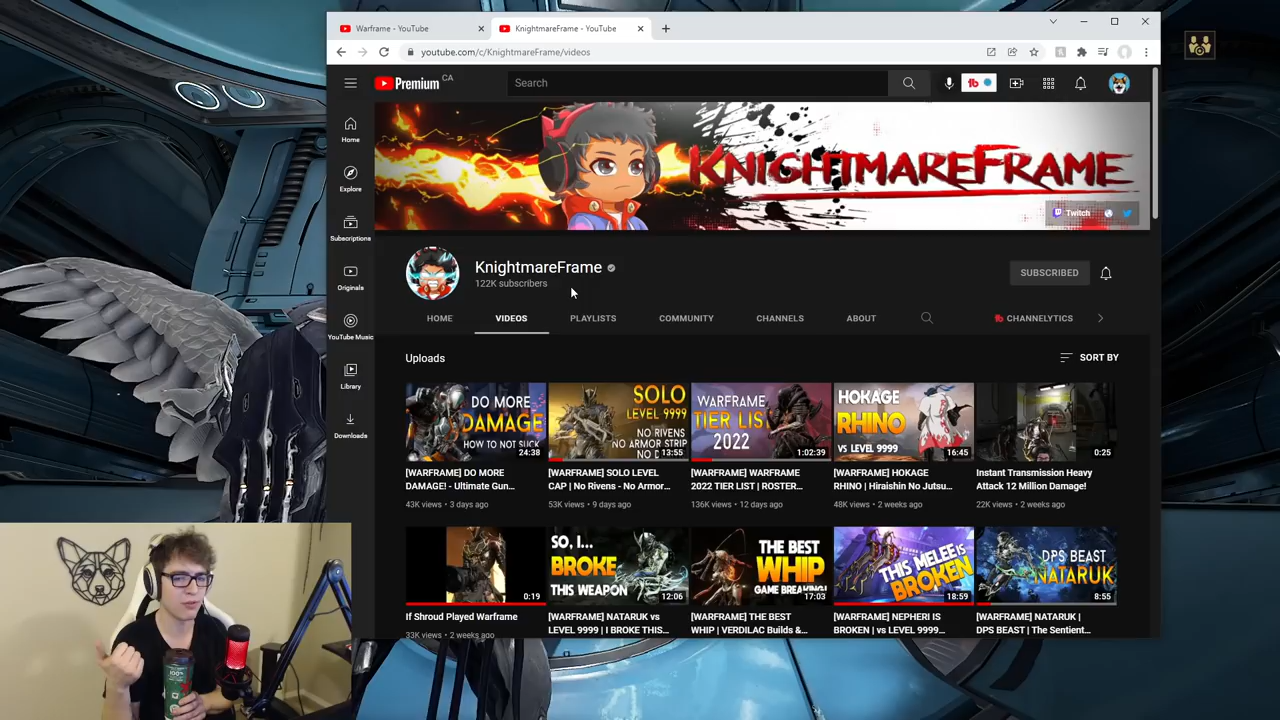 Warframe - YouTube
KnightmareFrame - YouTube
youtube.com/c/KnightmareFrame/videos
Premium CA
Search
Home
Explore
Subscriptions
Originals
YouTube Music
Library
Downloads
KNIGHTMAREFRAME
Twitch
KnightmareFrame
122K subscribers
SUBSCRIBED
HOME
VIDEOS
PLAYLISTS
COMMUNITY
CHANNELS
ABOUT
CHANNELYTICS
Uploads
SORT BY
DO MORE
DAMAGE
HOW TO NOT SUCK
24:38
[WARFRAME] DO MORE
DAMAGE! - Ultimate Gun...
43K views • 3 days ago
SOLO
LEVEL 9999
NO RIVENS
NO ARMOR STRIP
13:55
[WARFRAME] SOLO LEVEL
CAP | No Rivens - No Armor...
53K views • 9 days ago
WARFRAME
TIER LIST
2022
1:02:39
[WARFRAME] WARFRAME
2022 TIER LIST | ROSTER...
136K views • 12 days ago
HOKAGE
RHINO
VS LEVEL 9999
16:45
[WARFRAME] HOKAGE
RHINO | Hiraishin No Jutsu...
48K views • 2 weeks ago
0:25
Instant Transmission Heavy
Attack 12 Million Damage!
22K views • 2 weeks ago
0:19
If Shroud Played Warframe
33K views • 2 weeks ago
SO, I...
BROKE
THIS WEAPON
12:06
[WARFRAME] NATARUK vs
LEVEL 9999 | I BROKE THIS...
THE BEST
WHIP
GAME BREAKING!
17:03
[WARFRAME] THE BEST
WHIP | VERDILAC Builds &...
THIS MELEE IS
BROKEN
18:59
[WARFRAME] NEPHERI IS
BROKEN | vs LEVEL 9999...
DPS BEAST
NATARUK
8:55
[WARFRAME] NATARUK |
DPS BEAST | The Sentient...
100%